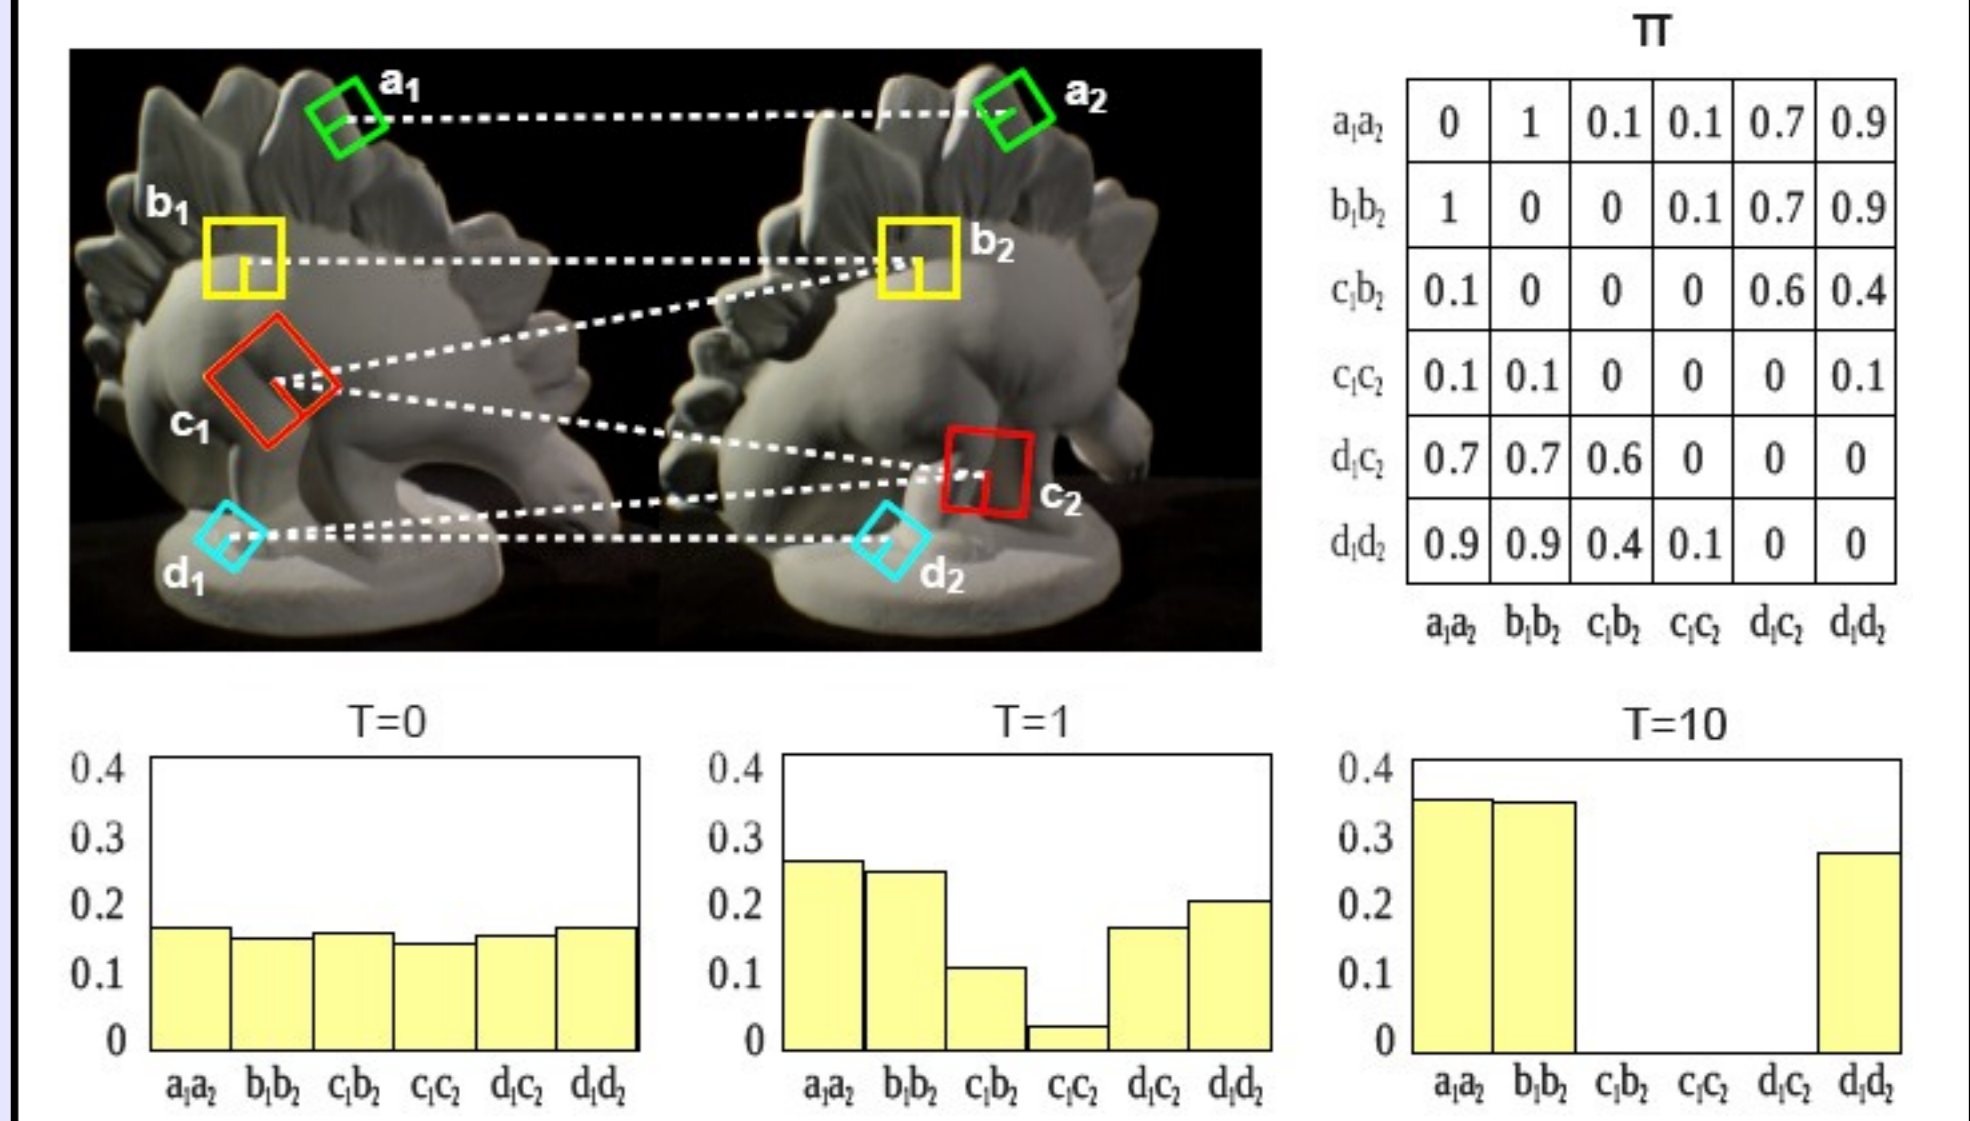 π
a₁
a₂
b₁
b₂
c₁
c₂
d₁
d₂
a₁a₂ 0 1 0.1 0.1 0.7 0.9
b₁b₂ 1 0 0 0.1 0.7 0.9
c₁b₂ 0.1 0 0 0 0.6 0.4
c₁c₂ 0.1 0.1 0 0 0 0.1
d₁c₂ 0.7 0.7 0.6 0 0 0
d₁d₂ 0.9 0.9 0.4 0.1 0 0
a₁a₂ b₁b₂ c₁b₂ c₁c₂ d₁c₂ d₁d₂
T=0
0.4
0.3
0.2
0.1
0
a₁a₂ b₁b₂ c₁b₂ c₁c₂ d₁c₂ d₁d₂
T=1
0.4
0.3
0.2
0.1
0
a₁a₂ b₁b₂ c₁b₂ c₁c₂ d₁c₂ d₁d₂
T=10
0.4
0.3
0.2
0.1
0
a₁a₂ b₁b₂ c₁b₂ c₁c₂ d₁c₂ d₁d₂